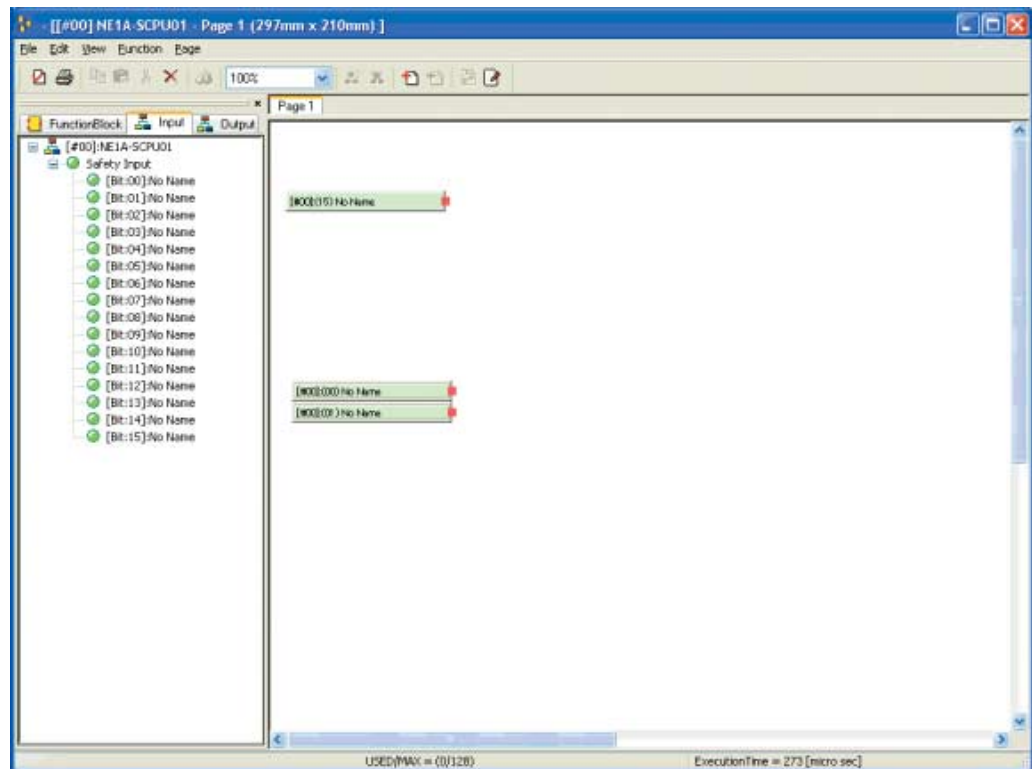 [[#00] NE1A-SCPU01 - Page 1 (297mm x 210mm) ]
File Edit View Function Page
100%
Page 1
FunctionBlock Input Output
[#00]:NE1A-SCPU01
Safety Input
[Bit:00]:No Name
[Bit:01]:No Name
[Bit:02]:No Name
[Bit:03]:No Name
[Bit:04]:No Name
[Bit:05]:No Name
[Bit:06]:No Name
[Bit:07]:No Name
[Bit:08]:No Name
[Bit:09]:No Name
[Bit:10]:No Name
[Bit:11]:No Name
[Bit:12]:No Name
[Bit:13]:No Name
[Bit:14]:No Name
[Bit:15]:No Name
[#00]:(15) No Name
[#00]:(00) No Name
[#00]:(01) No Name
USED/MAX = (0/128)
ExecutionTime = 273 [micro sec]